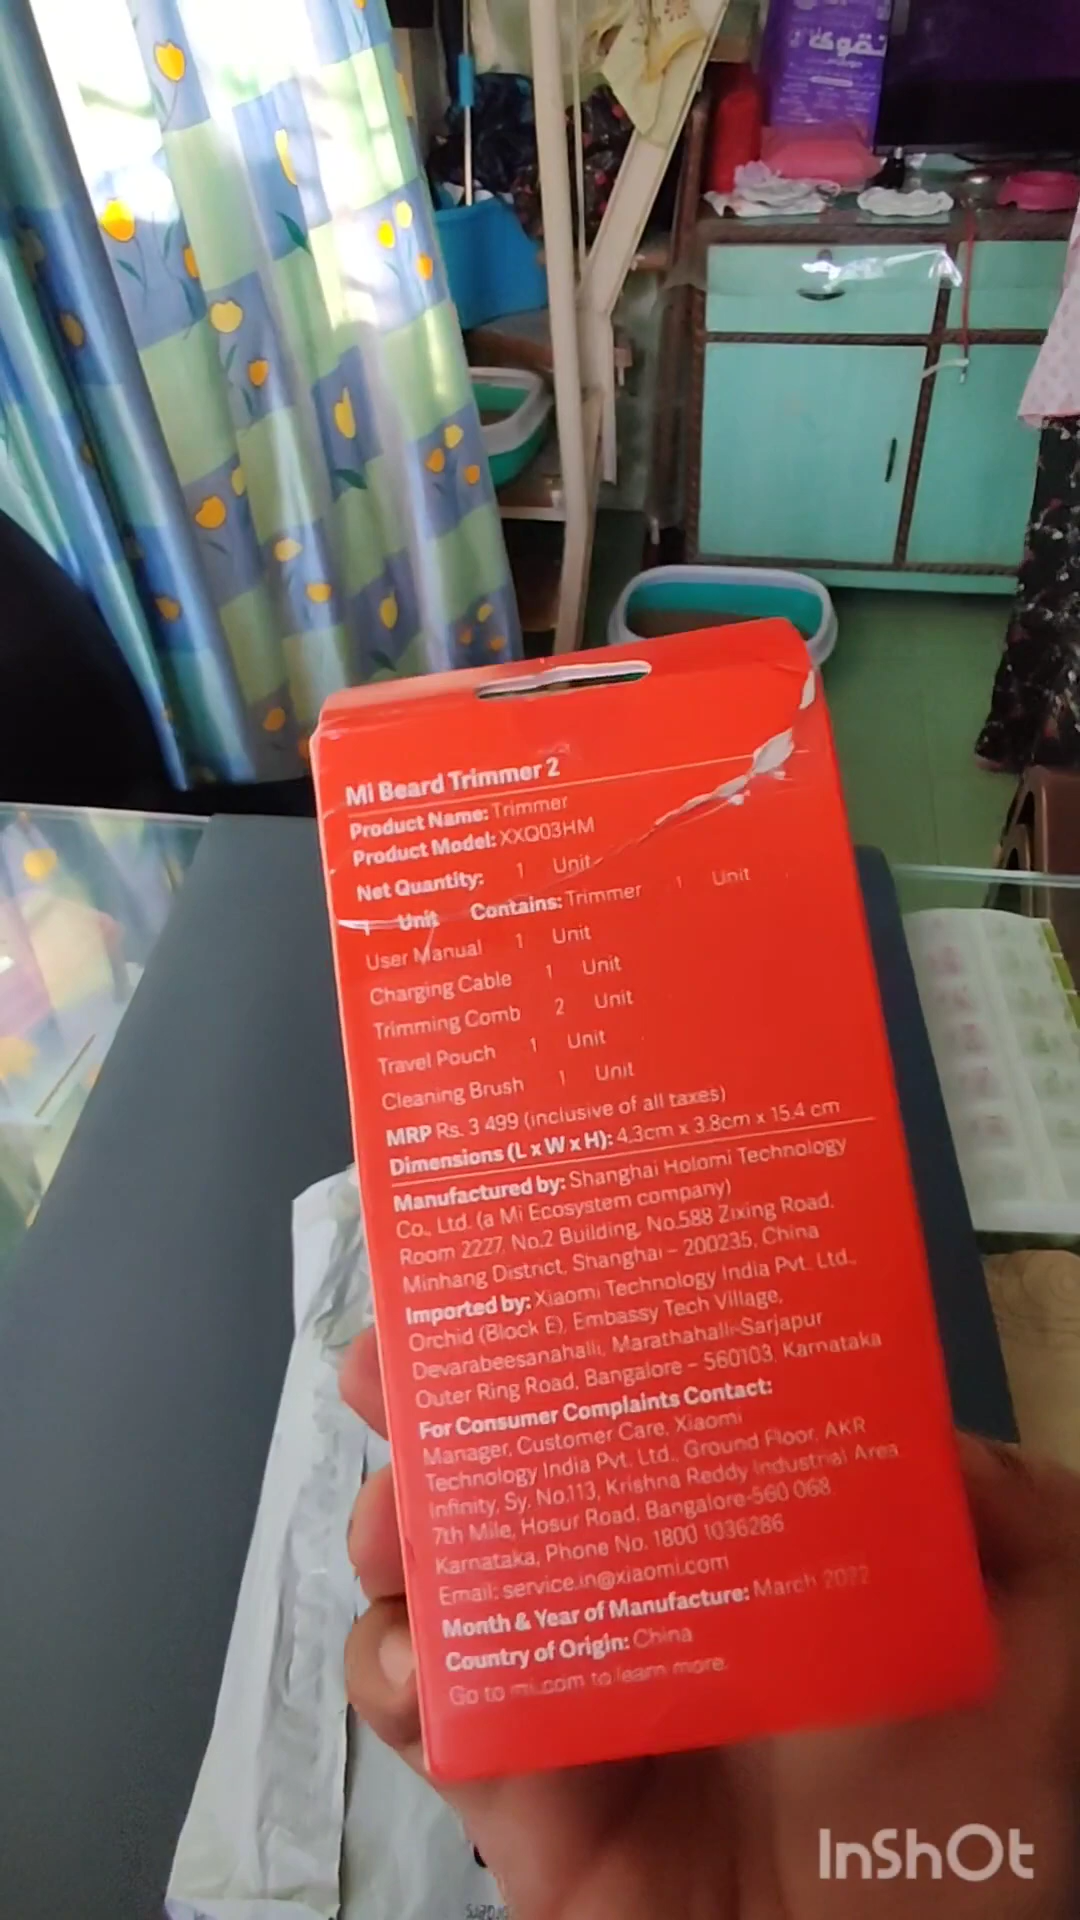 تقوى
Mi Beard Trimmer 2
Product Name: Trimmer
Product Model: XXQ03HM
Net Quantity: 1 Unit
1 Unit Contains: Trimmer 1 Unit
User Manual 1 Unit
Charging Cable 1 Unit
Trimming Comb 2 Unit
Travel Pouch 1 Unit
Cleaning Brush 1 Unit
MRP Rs. 3 499 (inclusive of all taxes)
Dimensions (L x W x H): 4.3cm x 3.8cm x 15.4 cm
Manufactured by: Shanghai Holomi Technology
Co., Ltd. (a Mi Ecosystem company)
Room 2227, No.2 Building, No.588 Zixing Road,
Minhang District, Shanghai – 200235, China
Imported by: Xiaomi Technology India Pvt. Ltd.,
Orchid (Block E), Embassy Tech Village,
Devarabeesanahalli, Marathahalli-Sarjapur
Outer Ring Road, Bangalore – 560103, Karnataka
For Consumer Complaints Contact:
Manager, Customer Care, Xiaomi
Technology India Pvt. Ltd., Ground Floor, AKR
Infinity, Sy. No.113, Krishna Reddy Industrial Area
7th Mile, Hosur Road, Bangalore-560 068
Karnataka, Phone No. 1800 1036286
Email: service.in@xiaomi.com
Month & Year of Manufacture: March 2022
Country of Origin: China
Go to mi.com to learn more.
InShOt